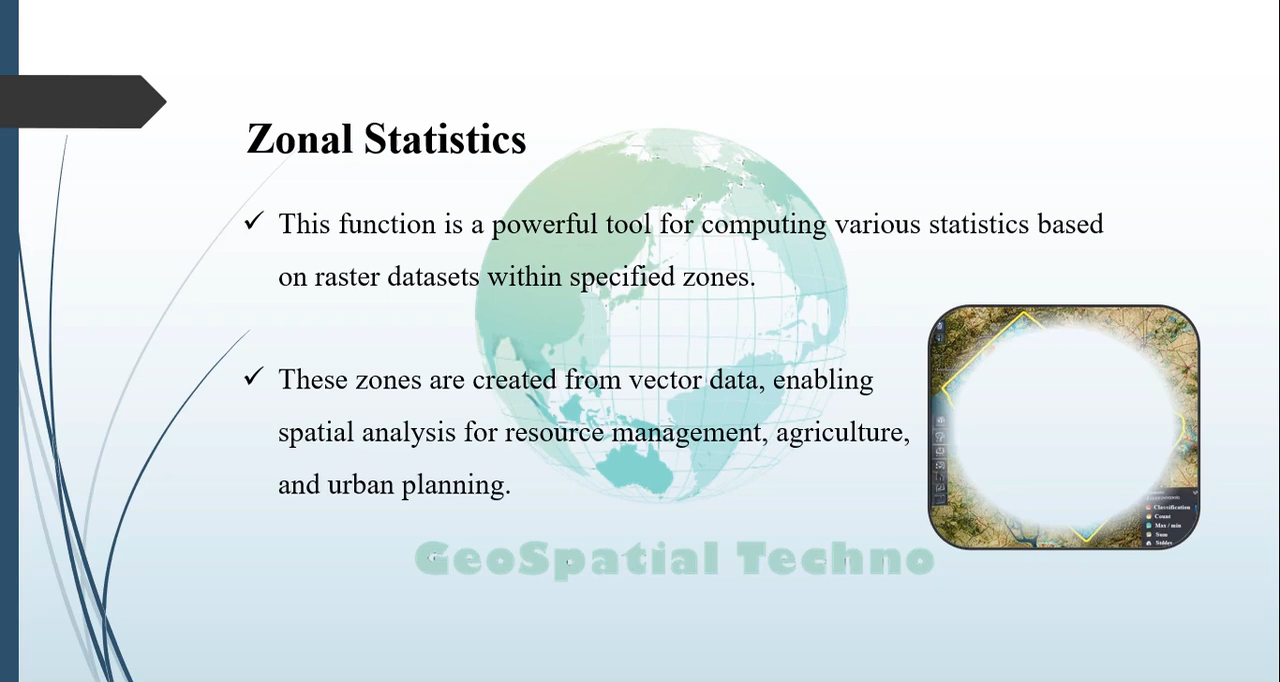 Zonal Statistics
✓ This function is a powerful tool for computing various statistics based
on raster datasets within specified zones.
✓ These zones are created from vector data, enabling
spatial analysis for resource management, agriculture,
and urban planning.
Classification
Count
Max / min
Sum
GeoSpatial Techno